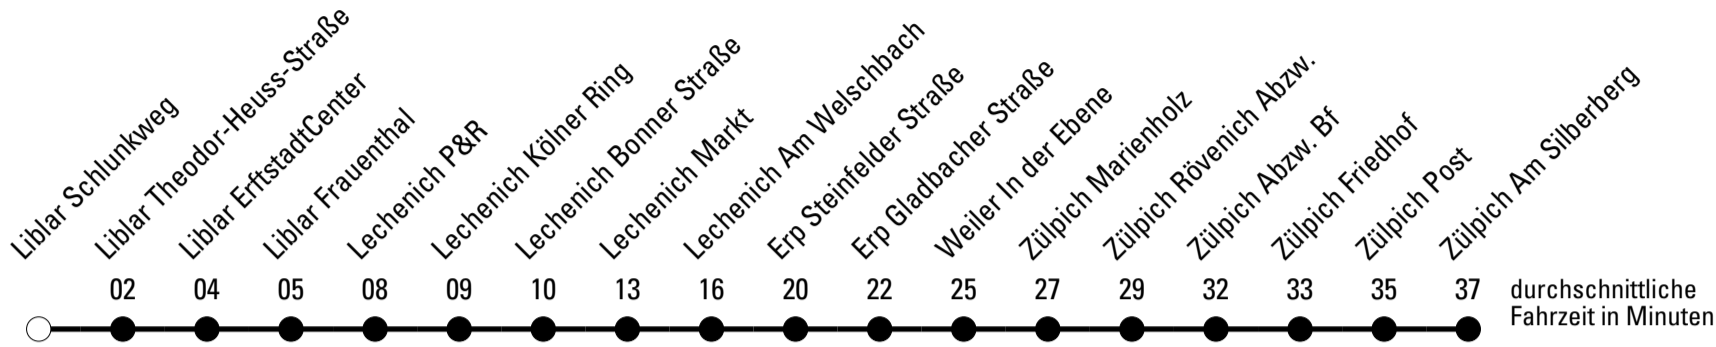 Liblar Schlunkweg
Liblar Theodor-Heuss-Straße
Liblar ErftstadtCenter
Liblar Frauenthal
Lechenich P&R
Lechenich Kölner Ring
Lechenich Bonner Straße
Lechenich Markt
Lechenich Am Welschbach
Erp Steinfelder Straße
Erp Gladbacher Straße
Weiler In der Ebene
Zülpich Marienholz
Zülpich Rövenich Abzw.
Zülpich Abzw. Bf
Zülpich Friedhof
Zülpich Post
Zülpich Am Silberberg
02 04 05 08 09 10 13 16 20 22 25 27 29 32 33 35 37
durchschnittliche
Fahrzeit in Minuten